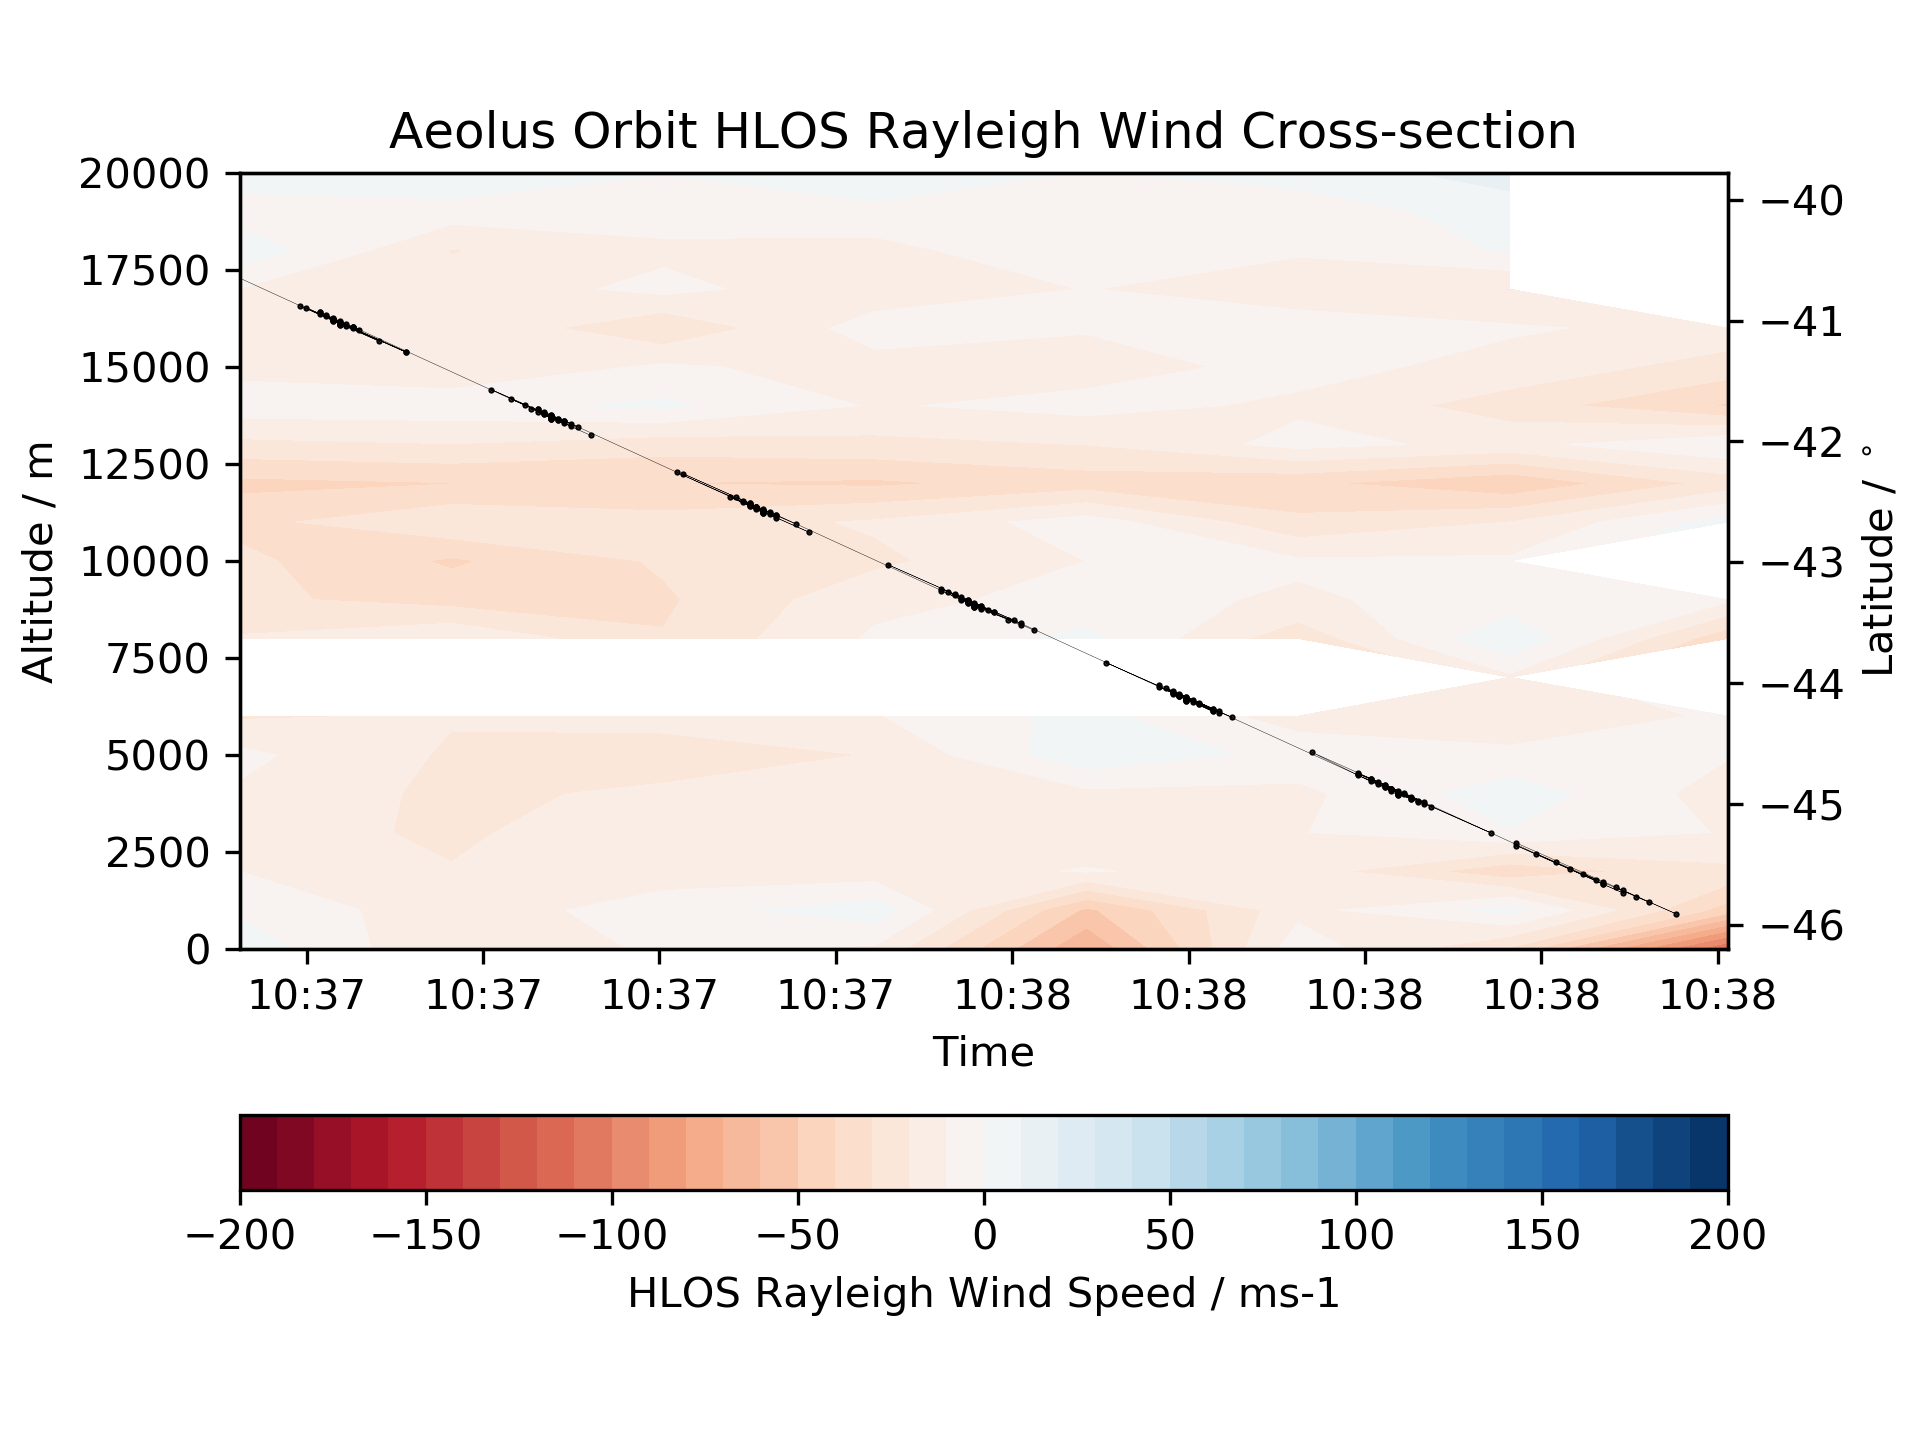 Aeolus Orbit HLOS Rayleigh Wind Cross-section
20000
17500
15000
12500
10000
7500
5000
2500
0
Altitude / m
−40
−41
−42
−43
−44
−45
−46
Latitude / °
10:37 10:37 10:37 10:37 10:38 10:38 10:38 10:38 10:38
Time
−200 −150 −100 −50 0 50 100 150 200
HLOS Rayleigh Wind Speed / ms-1